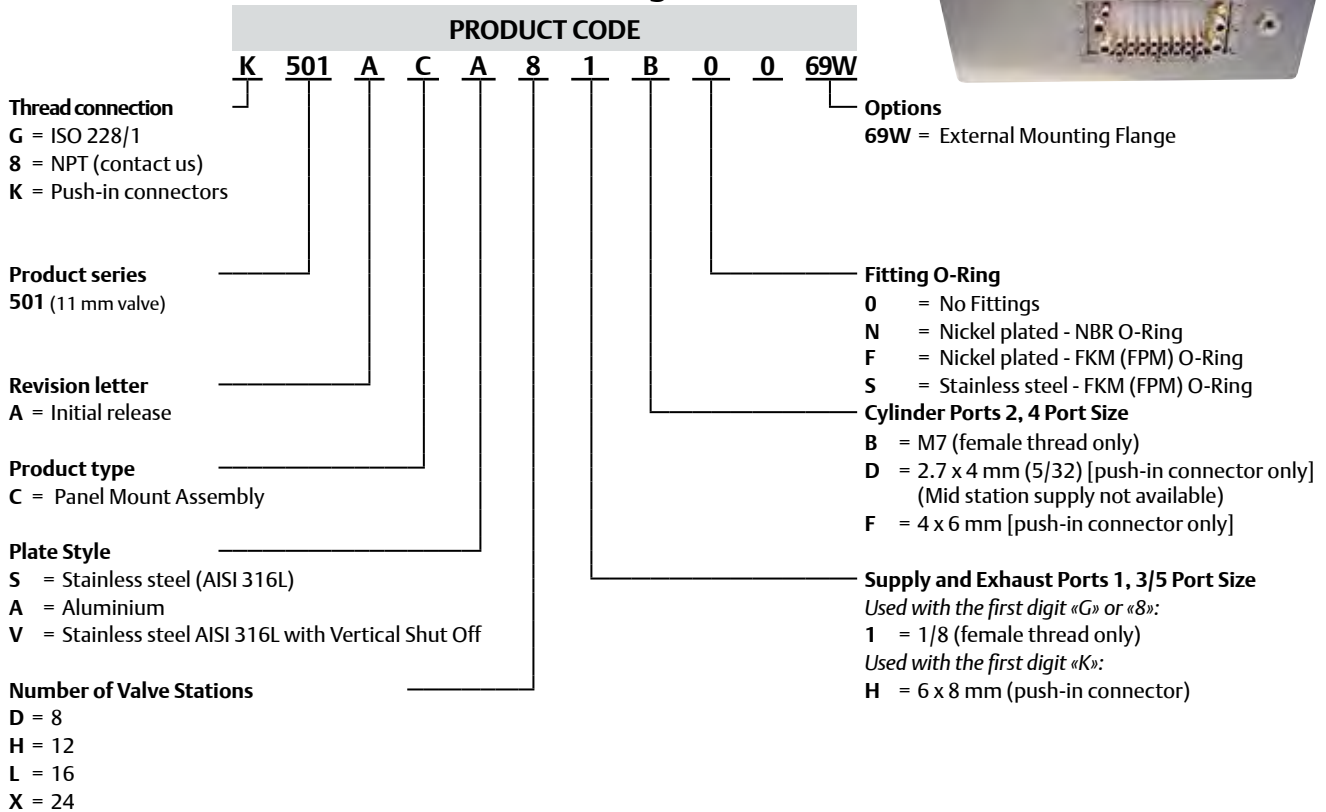 PRODUCT CODE
K 501 A C A 8 1 B 0 0 69W
Thread connection
G = ISO 228/1
8 = NPT (contact us)
K = Push-in connectors
Product series
501 (11 mm valve)
Revision letter
A = Initial release
Product type
C = Panel Mount Assembly
Plate Style
S = Stainless steel (AISI 316L)
A = Aluminium
V = Stainless steel AISI 316L with Vertical Shut Off
Number of Valve Stations
D = 8
H = 12
L = 16
X = 24
Options
69W = External Mounting Flange
Fitting O-Ring
0 = No Fittings
N = Nickel plated - NBR O-Ring
F = Nickel plated - FKM (FPM) O-Ring
S = Stainless steel - FKM (FPM) O-Ring
Cylinder Ports 2, 4 Port Size
B = M7 (female thread only)
D = 2.7 x 4 mm (5/32) [push-in connector only]
(Mid station supply not available)
F = 4 x 6 mm [push-in connector only]
Supply and Exhaust Ports 1, 3/5 Port Size
Used with the first digit «G» or «8»:
1 = 1/8 (female thread only)
Used with the first digit «K»:
H = 6 x 8 mm (push-in connector)